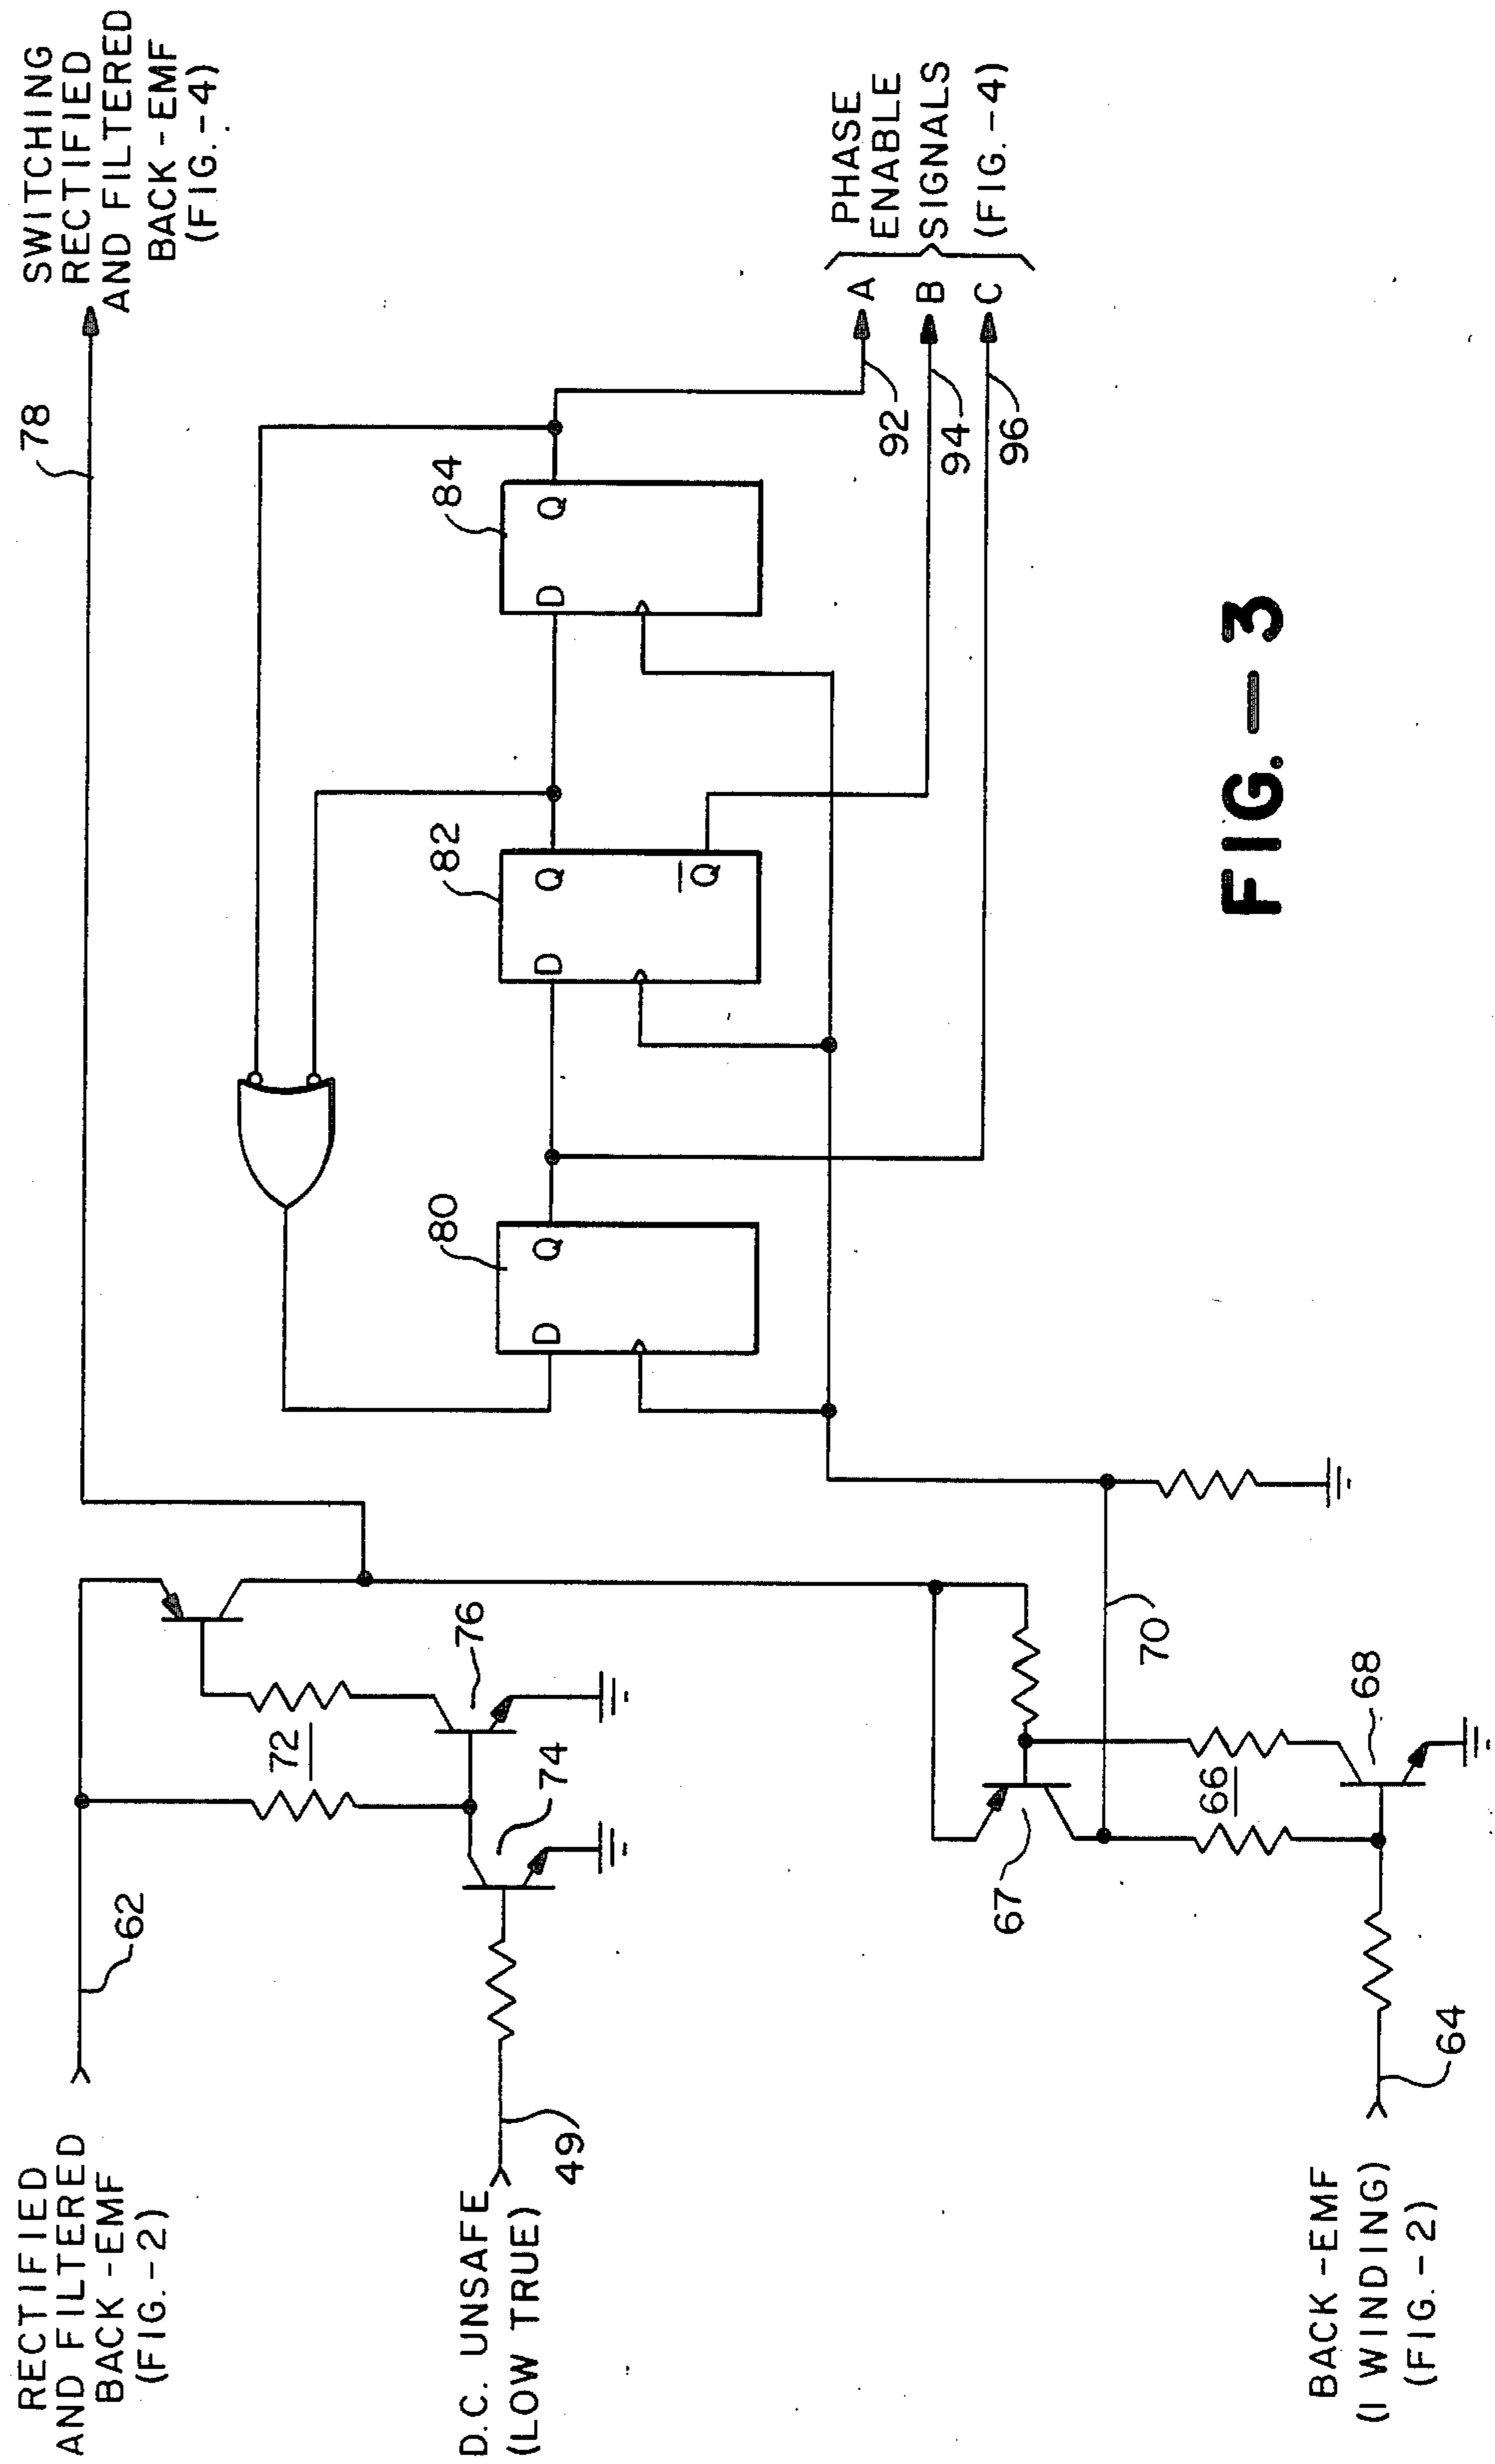 RECTIFIED
AND FILTERED
BACK-EMF
(FIG.-2)
62
72
76
74
D.C. UNSAFE
(LOW TRUE)
49
78
SWITCHING
RECTIFIED
AND FILTERED
BACK-EMF
(FIG.-4)
80
D
Q
82
D
Q
Q̅
84
D
Q
92
94
96
A
B
C
PHASE
ENABLE
SIGNALS
(FIG.-4)
67
66
68
70
64
BACK-EMF
(1 WINDING)
(FIG.-2)
FIG.-3